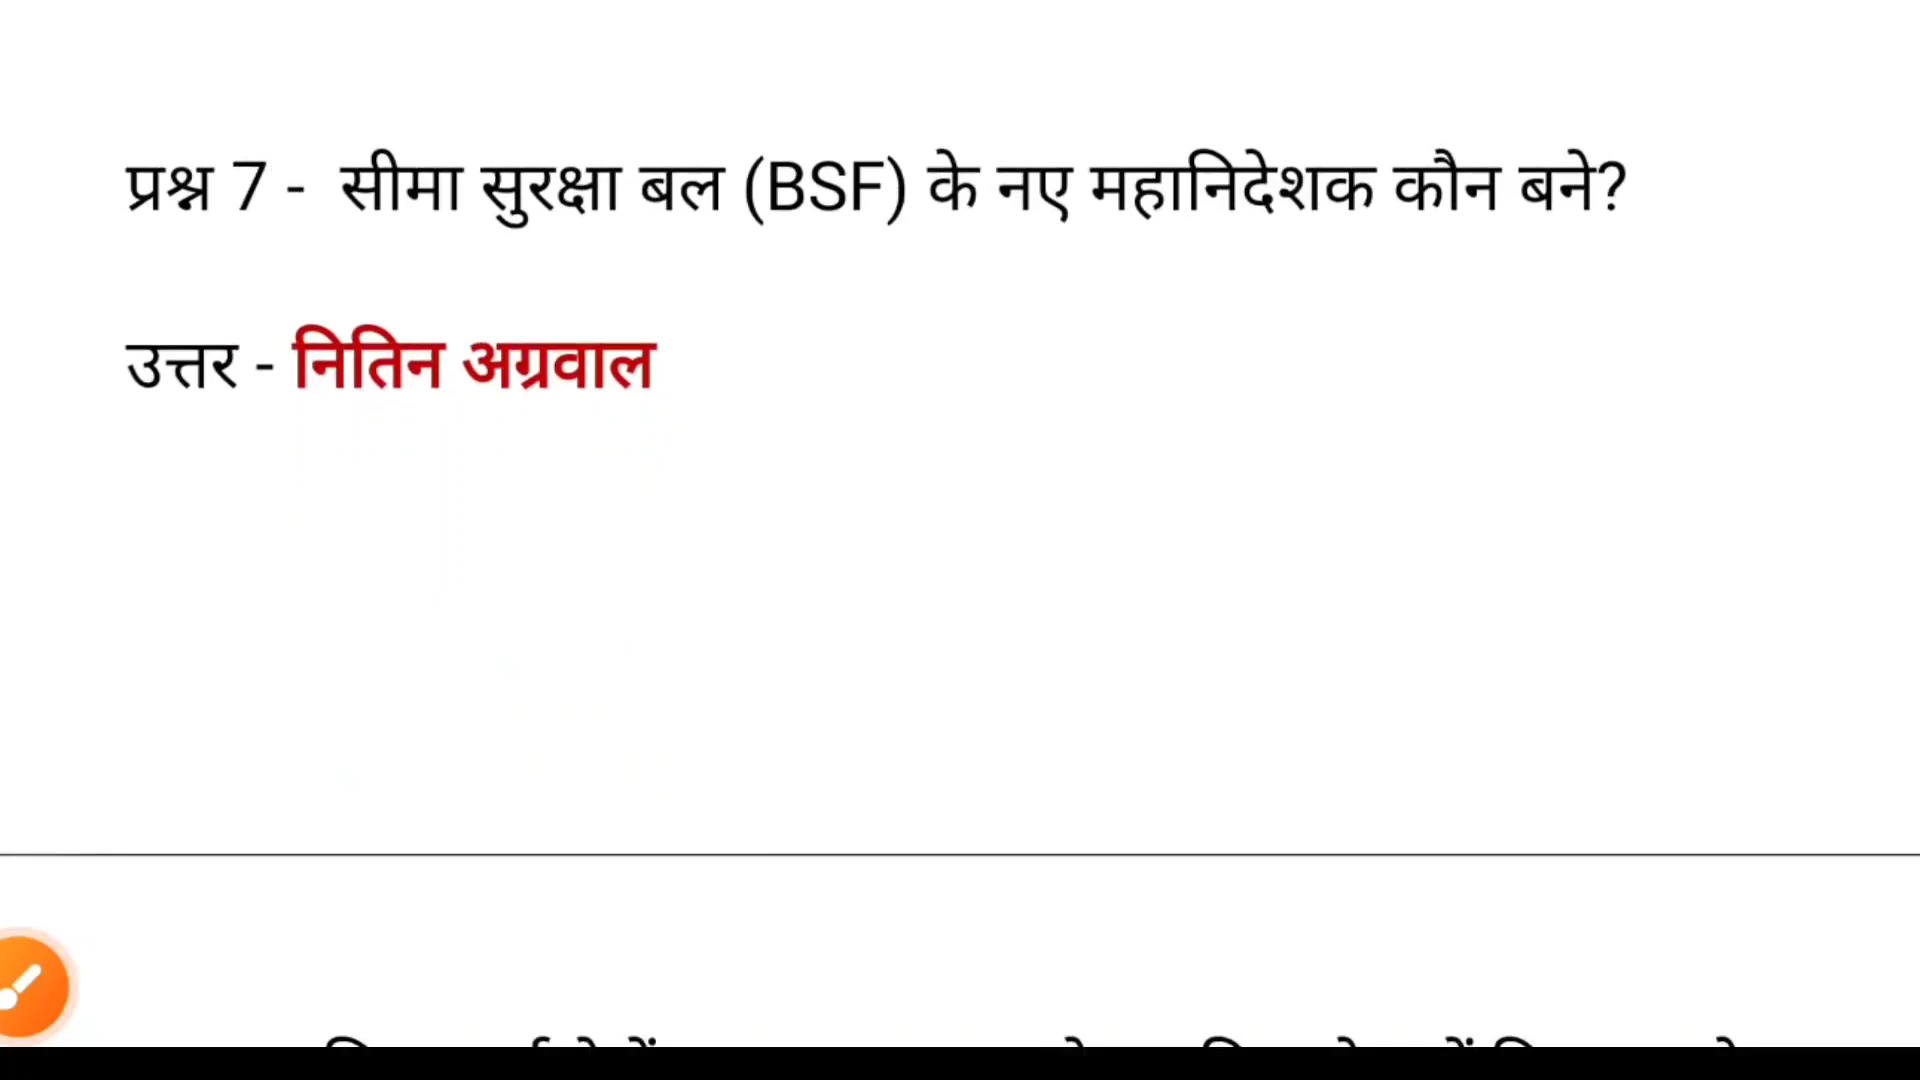 प्रश्न 7 - सीमा सुरक्षा बल (BSF) के नए महानिदेशक कौन बने?
उत्तर - नितिन अग्रवाल